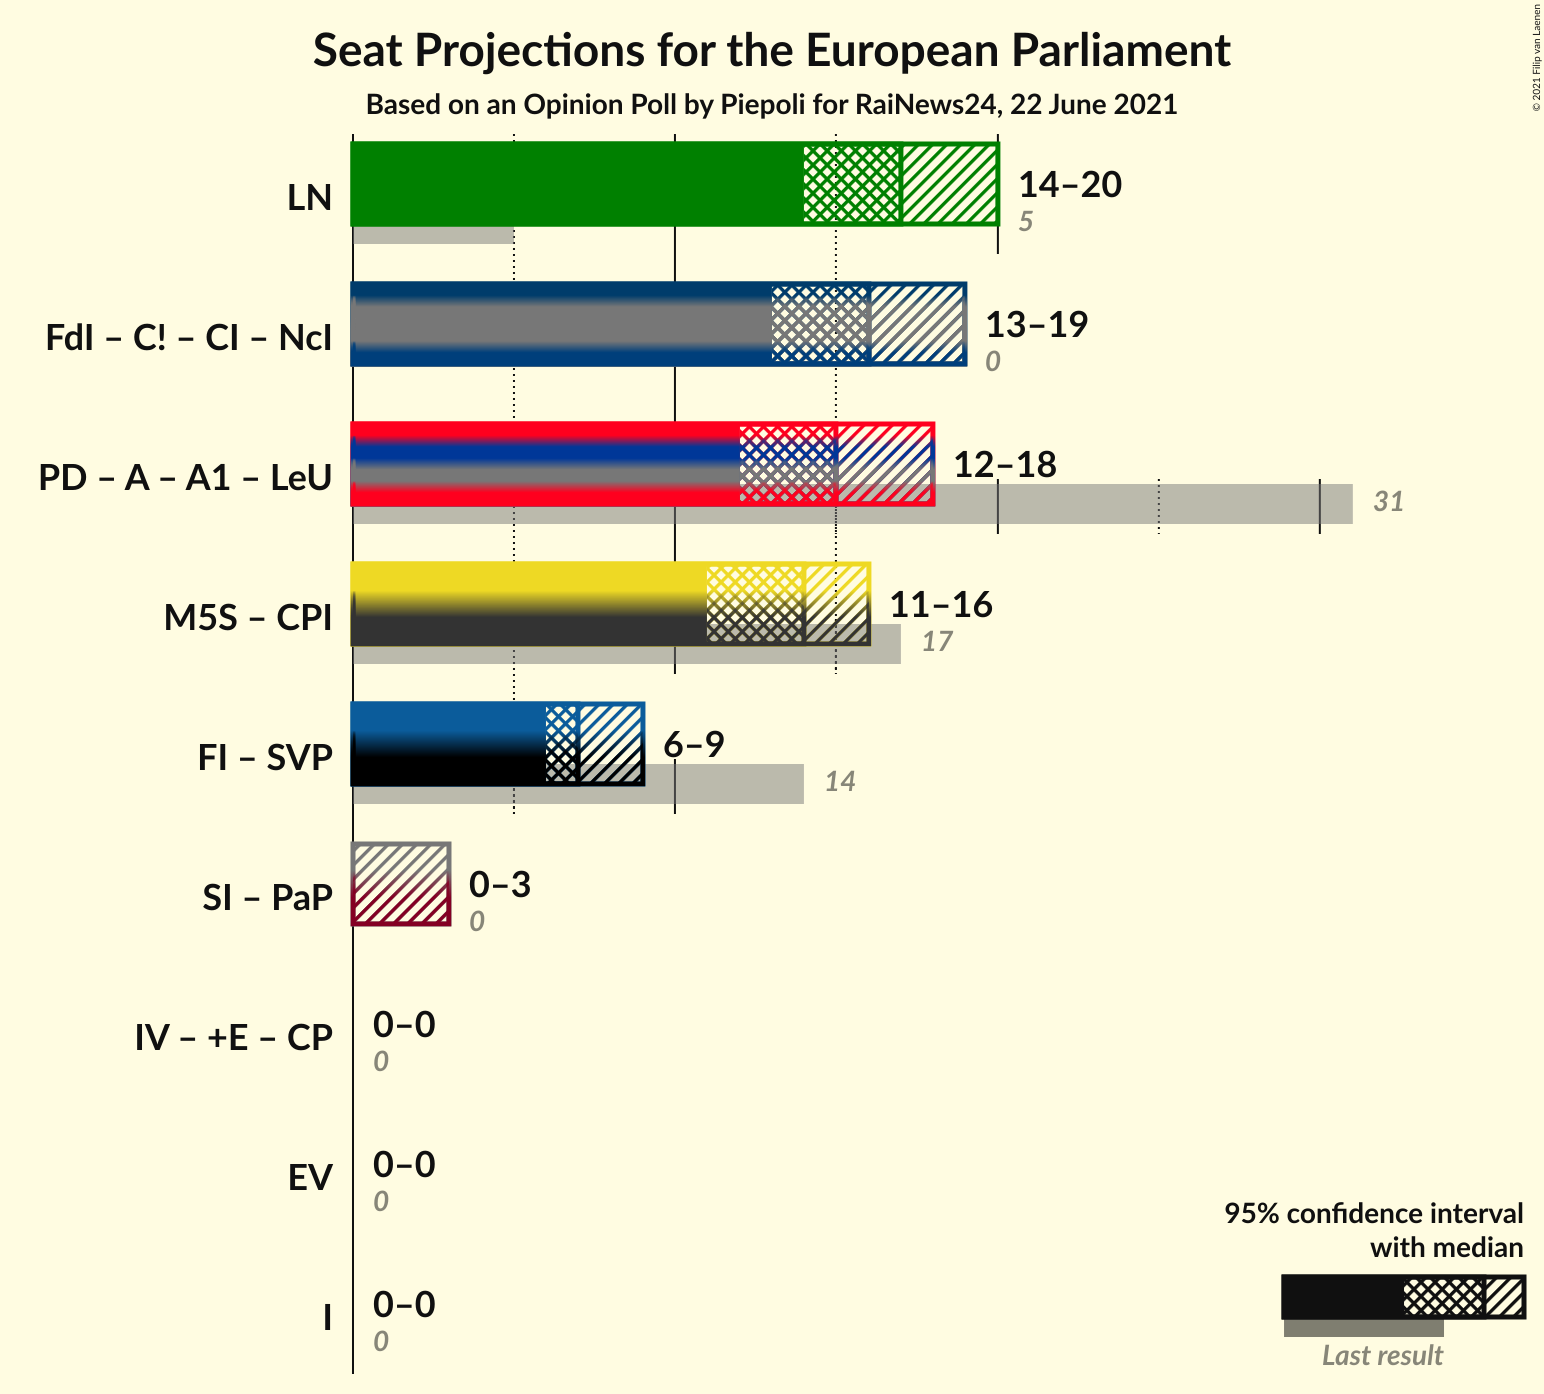 Seat Projections for the European Parliament
Based on an Opinion Poll by Piepoli for RaiNews24, 22 June 2021
© 2021 Filip van Laenen
LN
14–20
5
FdI – C! – CI – NcI
13–19
0
PD – A – A1 – LeU
12–18
31
M5S – CPI
11–16
17
FI – SVP
6–9
14
SI – PaP
0–3
0
IV – +E – CP
0–0
0
EV
0–0
0
I
0–0
0
95% confidence interval
with median
Last result